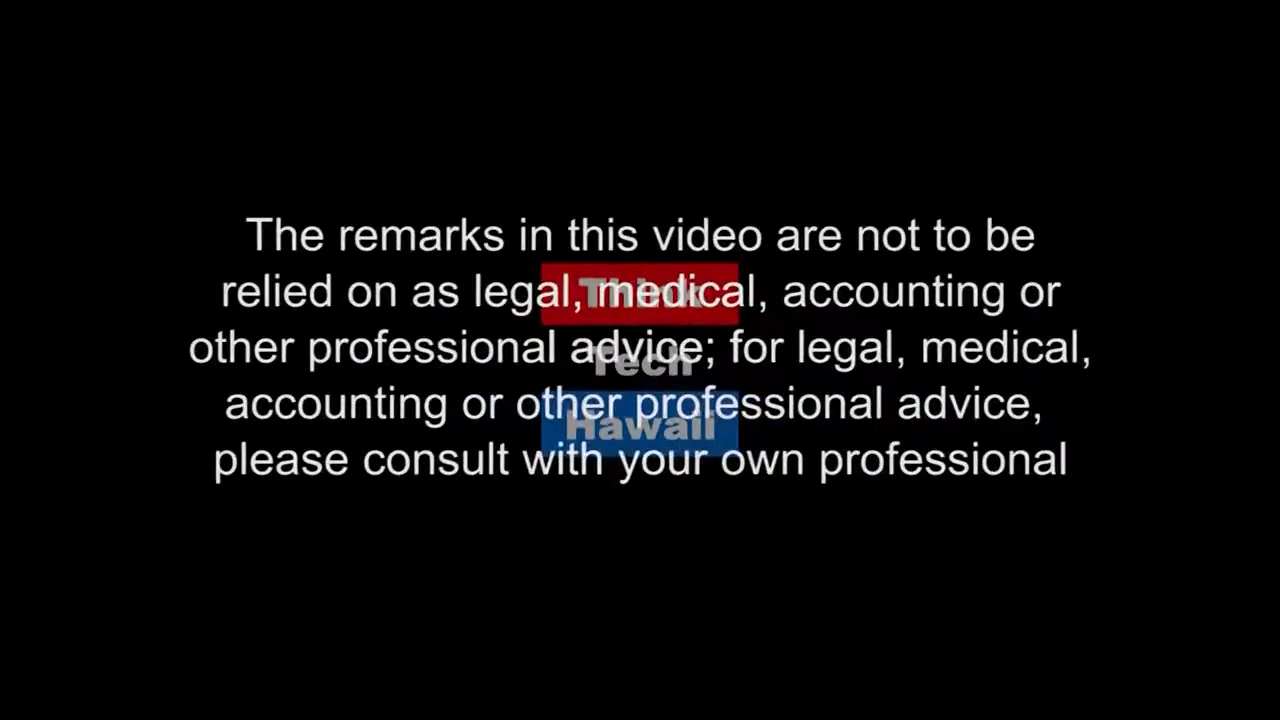 The remarks in this video are not to be
relied on as legal, medical, accounting or
other professional advice; for legal, medical,
accounting or other professional advice,
please consult with your own professional
Think
Tech
Hawaii